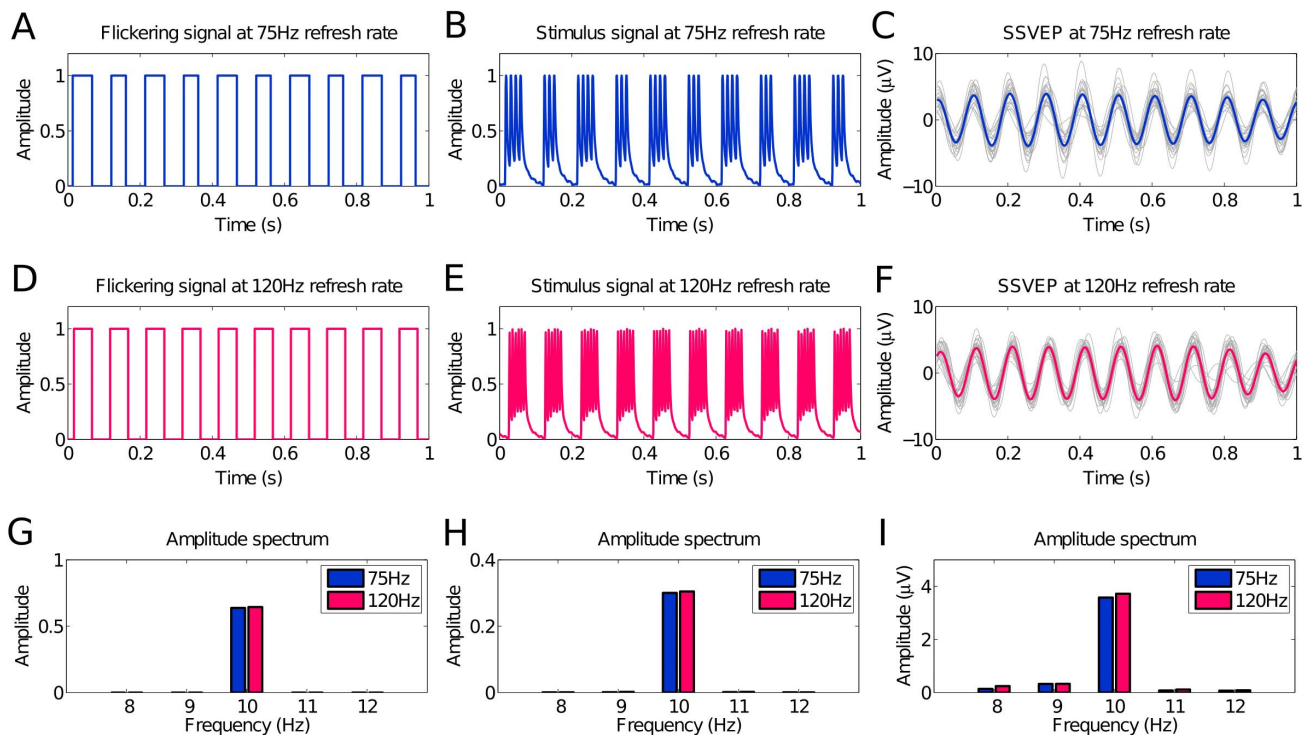 A
Flickering signal at 75Hz refresh rate
Amplitude
1
0.5
0
0 0.2 0.4 0.6 0.8 1
Time (s)
B
Stimulus signal at 75Hz refresh rate
Amplitude
1
0.5
0
0 0.2 0.4 0.6 0.8 1
Time (s)
C
SSVEP at 75Hz refresh rate
Amplitude (μV)
10
0
−10
0 0.2 0.4 0.6 0.8 1
Time (s)
D
Flickering signal at 120Hz refresh rate
Amplitude
1
0.5
0
0 0.2 0.4 0.6 0.8 1
Time (s)
E
Stimulus signal at 120Hz refresh rate
Amplitude
1
0.5
0
0 0.2 0.4 0.6 0.8 1
Time (s)
F
SSVEP at 120Hz refresh rate
Amplitude (μV)
10
0
−10
0 0.2 0.4 0.6 0.8 1
Time (s)
G
Amplitude spectrum
Amplitude
1
0.5
0
75Hz
120Hz
8 9 10 11 12
Frequency (Hz)
H
Amplitude spectrum
Amplitude
0.4
0.2
0
75Hz
120Hz
8 9 10 11 12
Frequency (Hz)
I
Amplitude spectrum
Amplitude (μV)
4
2
0
75Hz
120Hz
8 9 10 11 12
Frequency (Hz)